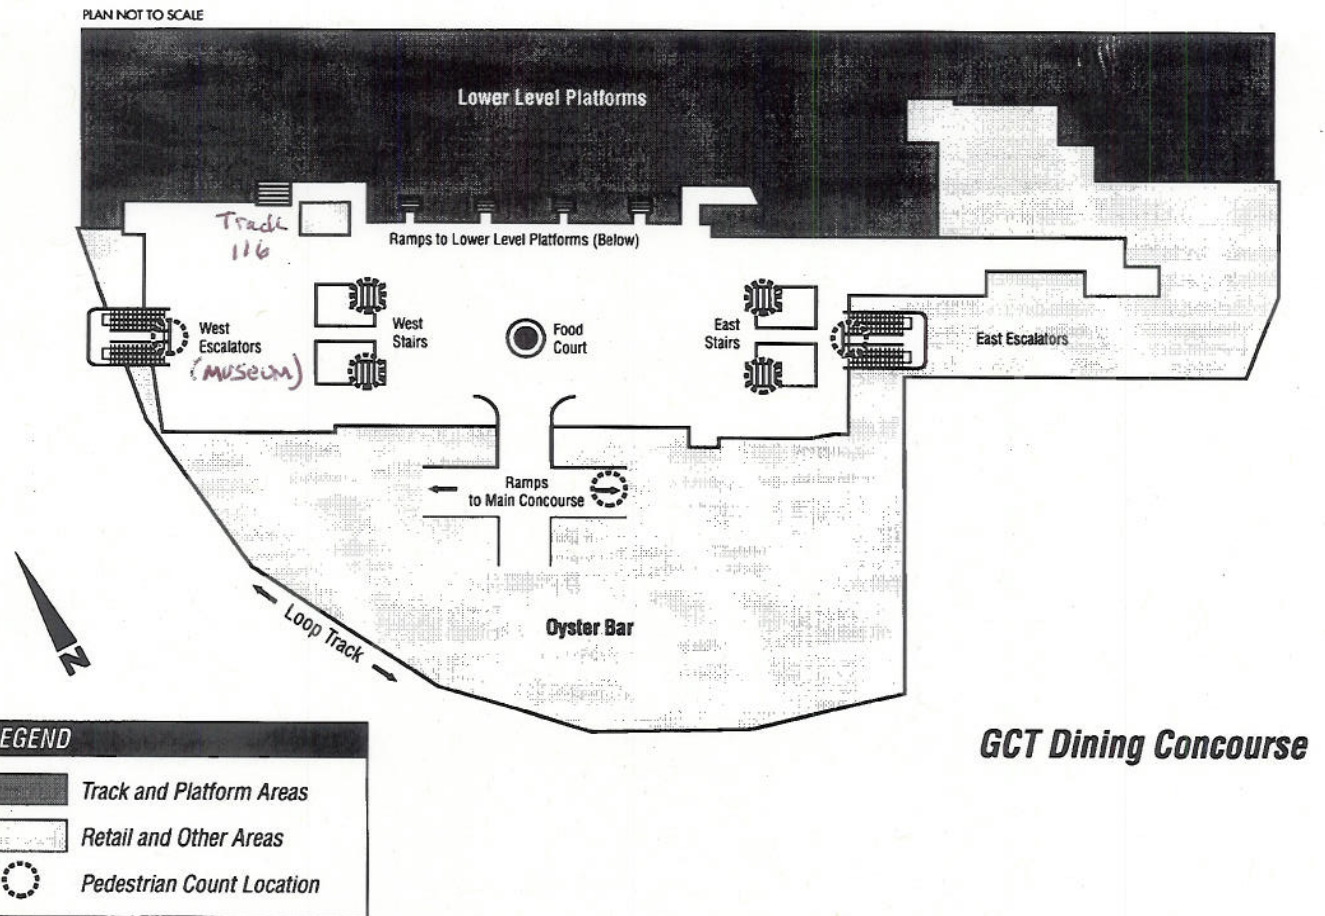 PLAN NOT TO SCALE
Lower Level Platforms
Track
116
Ramps to Lower Level Platforms (Below)
West
Escalators
(MUSEUM)
West
Stairs
Food
Court
East
Stairs
East Escalators
Ramps
to Main Concourse
Oyster Bar
Loop Track
N
GCT Dining Concourse
EGEND
Track and Platform Areas
Retail and Other Areas
Pedestrian Count Location